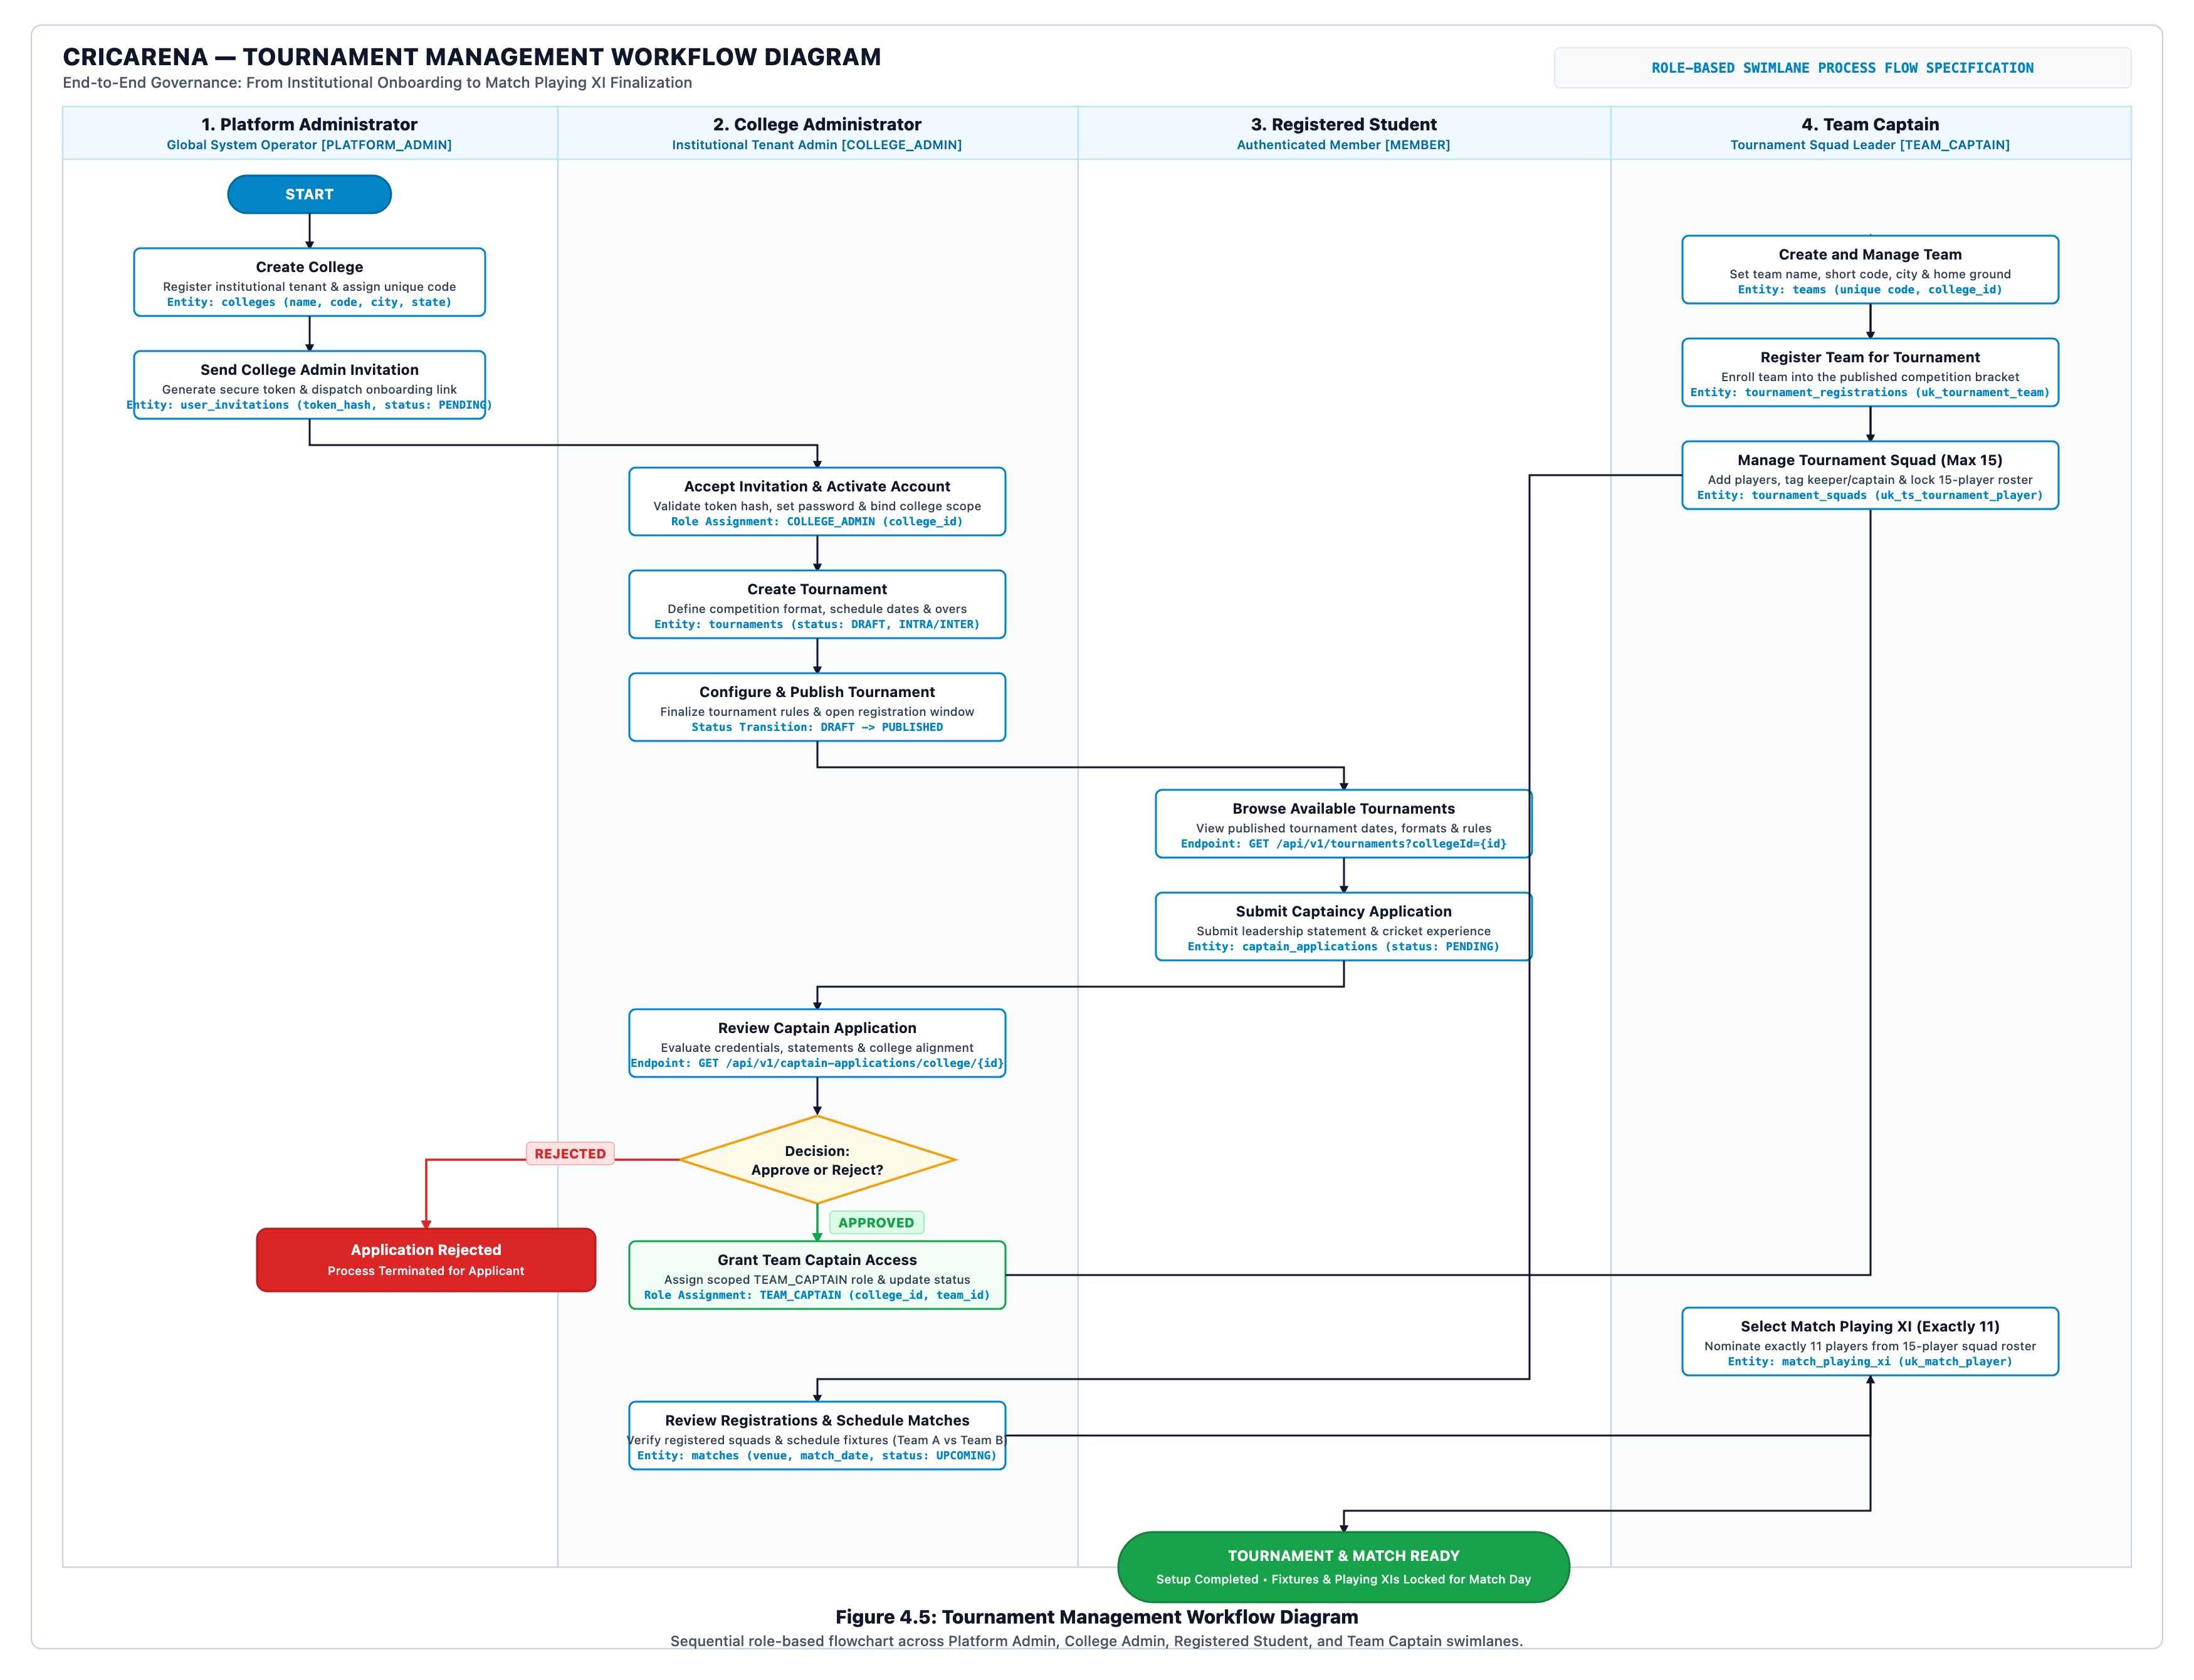 CRICARENA — TOURNAMENT MANAGEMENT WORKFLOW DIAGRAM
End-to-End Governance: From Institutional Onboarding to Match Playing XI Finalization
ROLE-BASED SWIMLANE PROCESS FLOW SPECIFICATION
1. Platform Administrator
Global System Operator [PLATFORM_ADMIN]
2. College Administrator
Institutional Tenant Admin [COLLEGE_ADMIN]
3. Registered Student
Authenticated Member [MEMBER]
4. Team Captain
Tournament Squad Leader [TEAM_CAPTAIN]
START
Create College
Register institutional tenant & assign unique code
Entity: colleges (name, code, city, state)
Send College Admin Invitation
Generate secure token & dispatch onboarding link
Entity: user_invitations (token_hash, status: PENDING)
Create and Manage Team
Set team name, short code, city & home ground
Entity: teams (unique code, college_id)
Register Team for Tournament
Enroll team into the published competition bracket
Entity: tournament_registrations (uk_tournament_team)
Manage Tournament Squad (Max 15)
Add players, tag keeper/captain & lock 15-player roster
Entity: tournament_squads (uk_ts_tournament_player)
Accept Invitation & Activate Account
Validate token hash, set password & bind college scope
Role Assignment: COLLEGE_ADMIN (college_id)
Create Tournament
Define competition format, schedule dates & overs
Entity: tournaments (status: DRAFT, INTRA/INTER)
Configure & Publish Tournament
Finalize tournament rules & open registration window
Status Transition: DRAFT -> PUBLISHED
Browse Available Tournaments
View published tournament dates, formats & rules
Endpoint: GET /api/v1/tournaments?collegeId={id}
Submit Captaincy Application
Submit leadership statement & cricket experience
Entity: captain_applications (status: PENDING)
Review Captain Application
Evaluate credentials, statements & college alignment
Endpoint: GET /api/v1/captain-applications/college/{id}
Decision:
Approve or Reject?
REJECTED
APPROVED
Application Rejected
Process Terminated for Applicant
Grant Team Captain Access
Assign scoped TEAM_CAPTAIN role & update status
Role Assignment: TEAM_CAPTAIN (college_id, team_id)
Select Match Playing XI (Exactly 11)
Nominate exactly 11 players from 15-player squad roster
Entity: match_playing_xi (uk_match_player)
Review Registrations & Schedule Matches
Verify registered squads & schedule fixtures (Team A vs Team B)
Entity: matches (venue, match_date, status: UPCOMING)
TOURNAMENT & MATCH READY
Setup Completed • Fixtures & Playing XIs Locked for Match Day
Figure 4.5: Tournament Management Workflow Diagram
Sequential role-based flowchart across Platform Admin, College Admin, Registered Student, and Team Captain swimlanes.